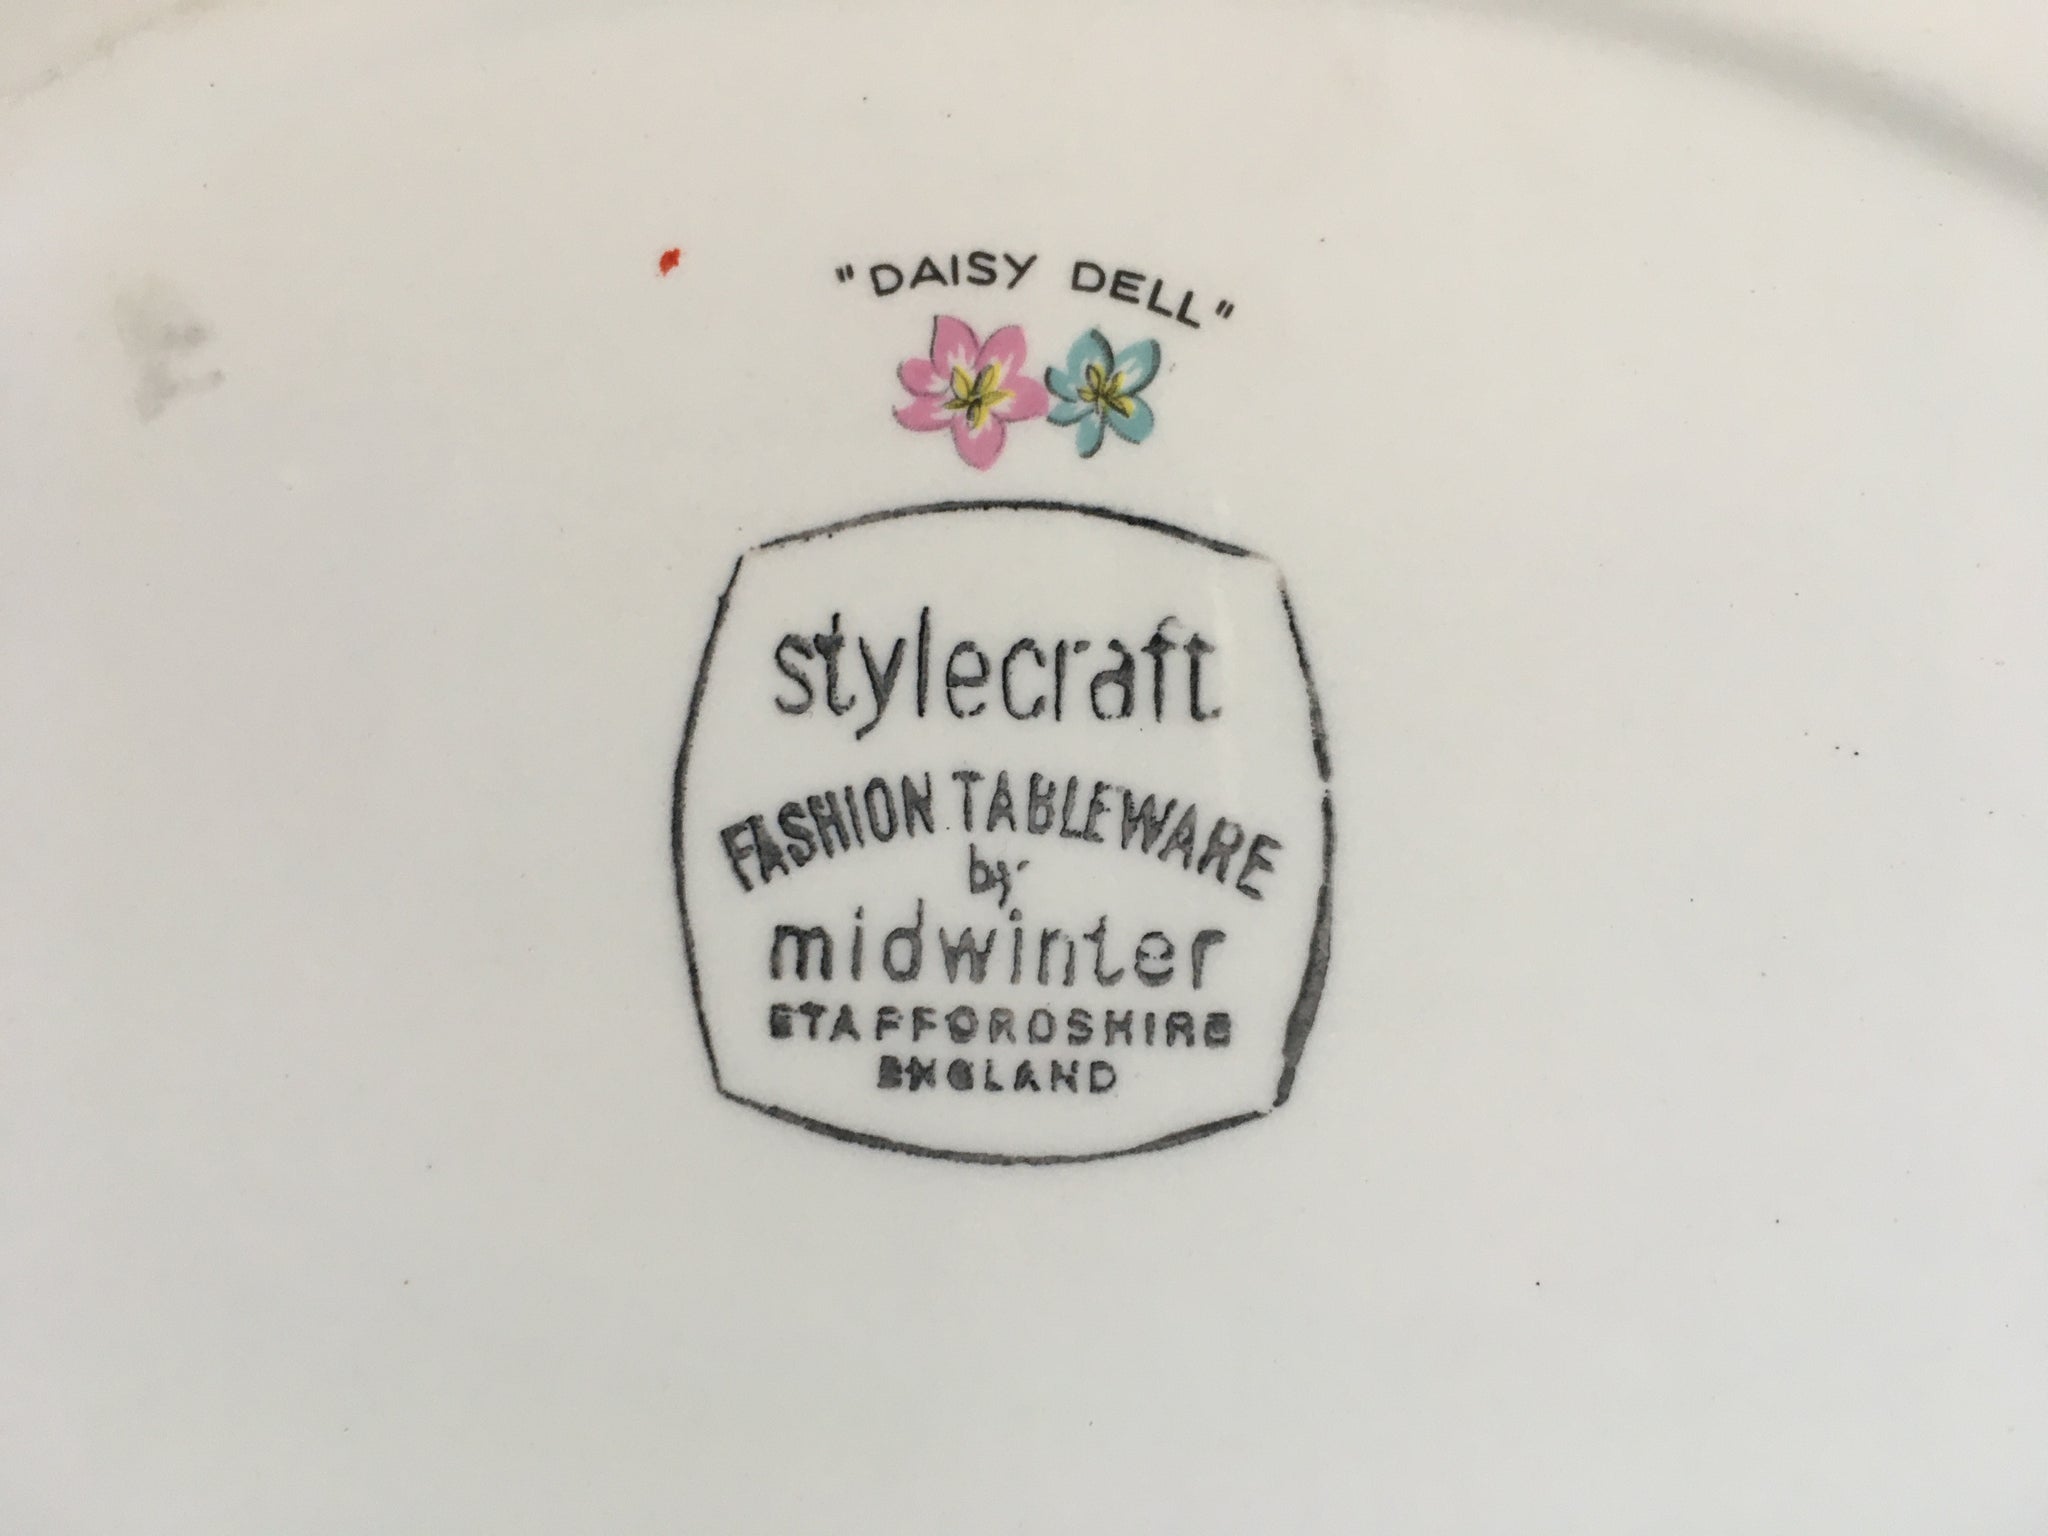 "DAISY DELL"
stylecraft
FASHION TABLEWARE
by
midwinter
STAFFORDSHIRE
ENGLAND